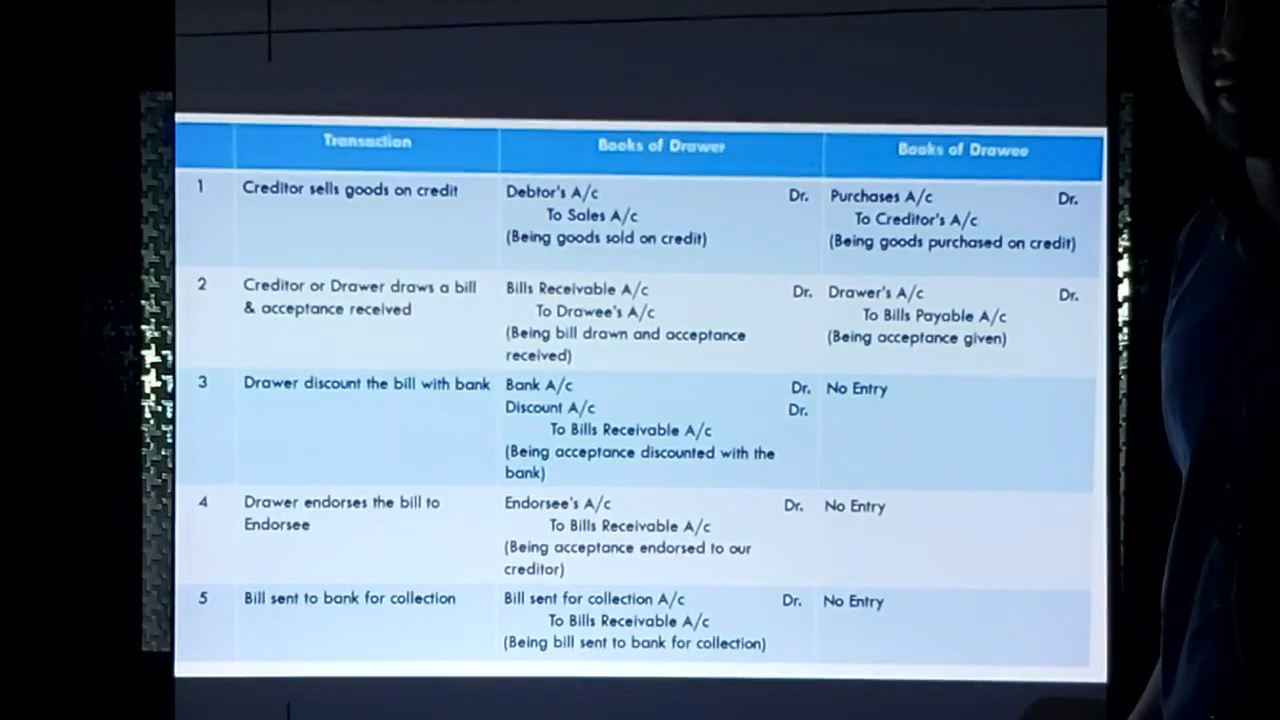 Transaction Books of Drawer Books of Drawee
1 Creditor sells goods on credit Debtor's A/c Dr. Purchases A/c Dr.
To Sales A/c To Creditor's A/c
(Being goods sold on credit) (Being goods purchased on credit)
2 Creditor or Drawer draws a bill Bills Receivable A/c Dr. Drawer's A/c Dr.
& acceptance received To Drawee's A/c To Bills Payable A/c
(Being bill drawn and acceptance (Being acceptance given)
received)
3 Drawer discount the bill with bank Bank A/c Dr. No Entry
Discount A/c Dr.
To Bills Receivable A/c
(Being acceptance discounted with the
bank)
4 Drawer endorses the bill to Endorsee's A/c Dr. No Entry
Endorsee To Bills Receivable A/c
(Being acceptance endorsed to our
creditor)
5 Bill sent to bank for collection Bill sent for collection A/c Dr. No Entry
To Bills Receivable A/c
(Being bill sent to bank for collection)